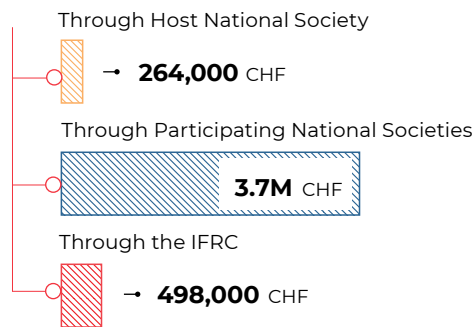 Through Host National Society
264,000 CHF
Through Participating National Societies
3.7M CHF
Through the IFRC
498,000 CHF